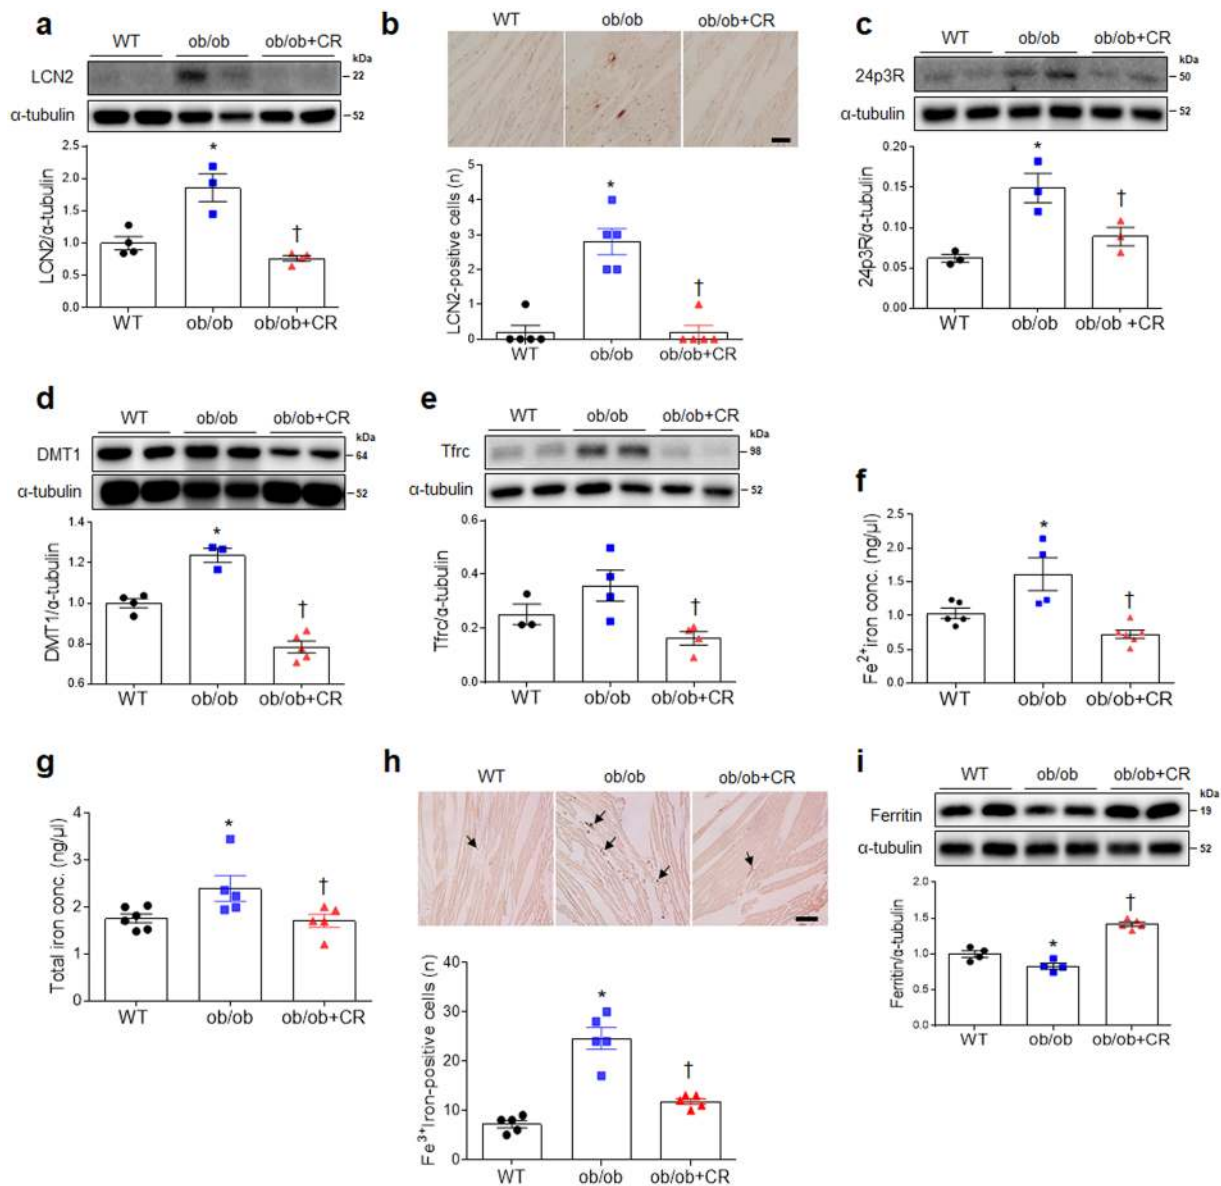 a
WT ob/ob ob/ob+CR
kDa
LCN2 22
α-tubulin 52
LCN2/α-tubulin
2.5
2.0
*
1.5
1.0
†
0.5
0.0
WT ob/ob ob/ob+CR
b
WT ob/ob ob/ob+CR
LCN2-positive cells (n)
5
*
4
3
2
†
1
0
WT ob/ob ob/ob+CR
c
WT ob/ob ob/ob+CR
kDa
24p3R 50
α-tubulin 52
24p3R/α-tubulin
0.20
*
0.15
†
0.10
0.05
0.00
WT ob/ob ob/ob +CR
d
WT ob/ob ob/ob+CR
kDa
DMT1 64
α-tubulin 52
DMT1/α-tubulin
1.4
*
1.2
1.0
†
0.8
0.6
WT ob/ob ob/ob+CR
e
WT ob/ob ob/ob+CR
kDa
Tfrc 98
α-tubulin 52
Tfrc/α-tubulin
0.6
0.4
†
0.2
0.0
WT ob/ob ob/ob+CR
f
Fe2+iron conc. (ng/μl)
2.5
*
2.0
1.5
†
1.0
0.5
0.0
WT ob/ob ob/ob+CR
g
Total iron conc. (ng/μl)
4
*
3
†
2
1
0
WT ob/ob ob/ob+CR
h
WT ob/ob ob/ob+CR
Fe3+Iron-positive cells (n)
40
*
30
20
†
10
0
WT ob/ob ob/ob+CR
i
WT ob/ob ob/ob+CR
kDa
Ferritin 19
α-tubulin 52
Ferritin/α-tubulin
2.0
†
1.5
*
1.0
0.5
0.0
WT ob/ob ob/ob+CR